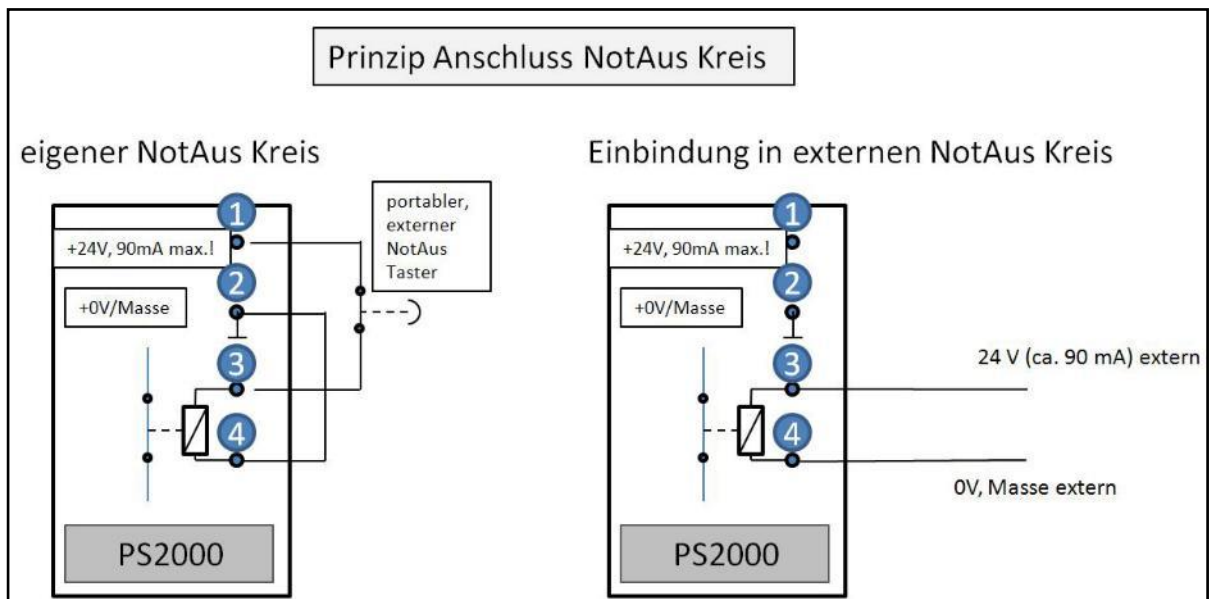 Prinzip Anschluss NotAus Kreis
eigener NotAus Kreis
1
+24V, 90mA max.!
2
+0V/Masse
3
4
PS2000
portabler,
externer
NotAus
Taster
Einbindung in externen NotAus Kreis
1
+24V, 90mA max.!
2
+0V/Masse
3
4
24 V (ca. 90 mA) extern
0V, Masse extern
PS2000